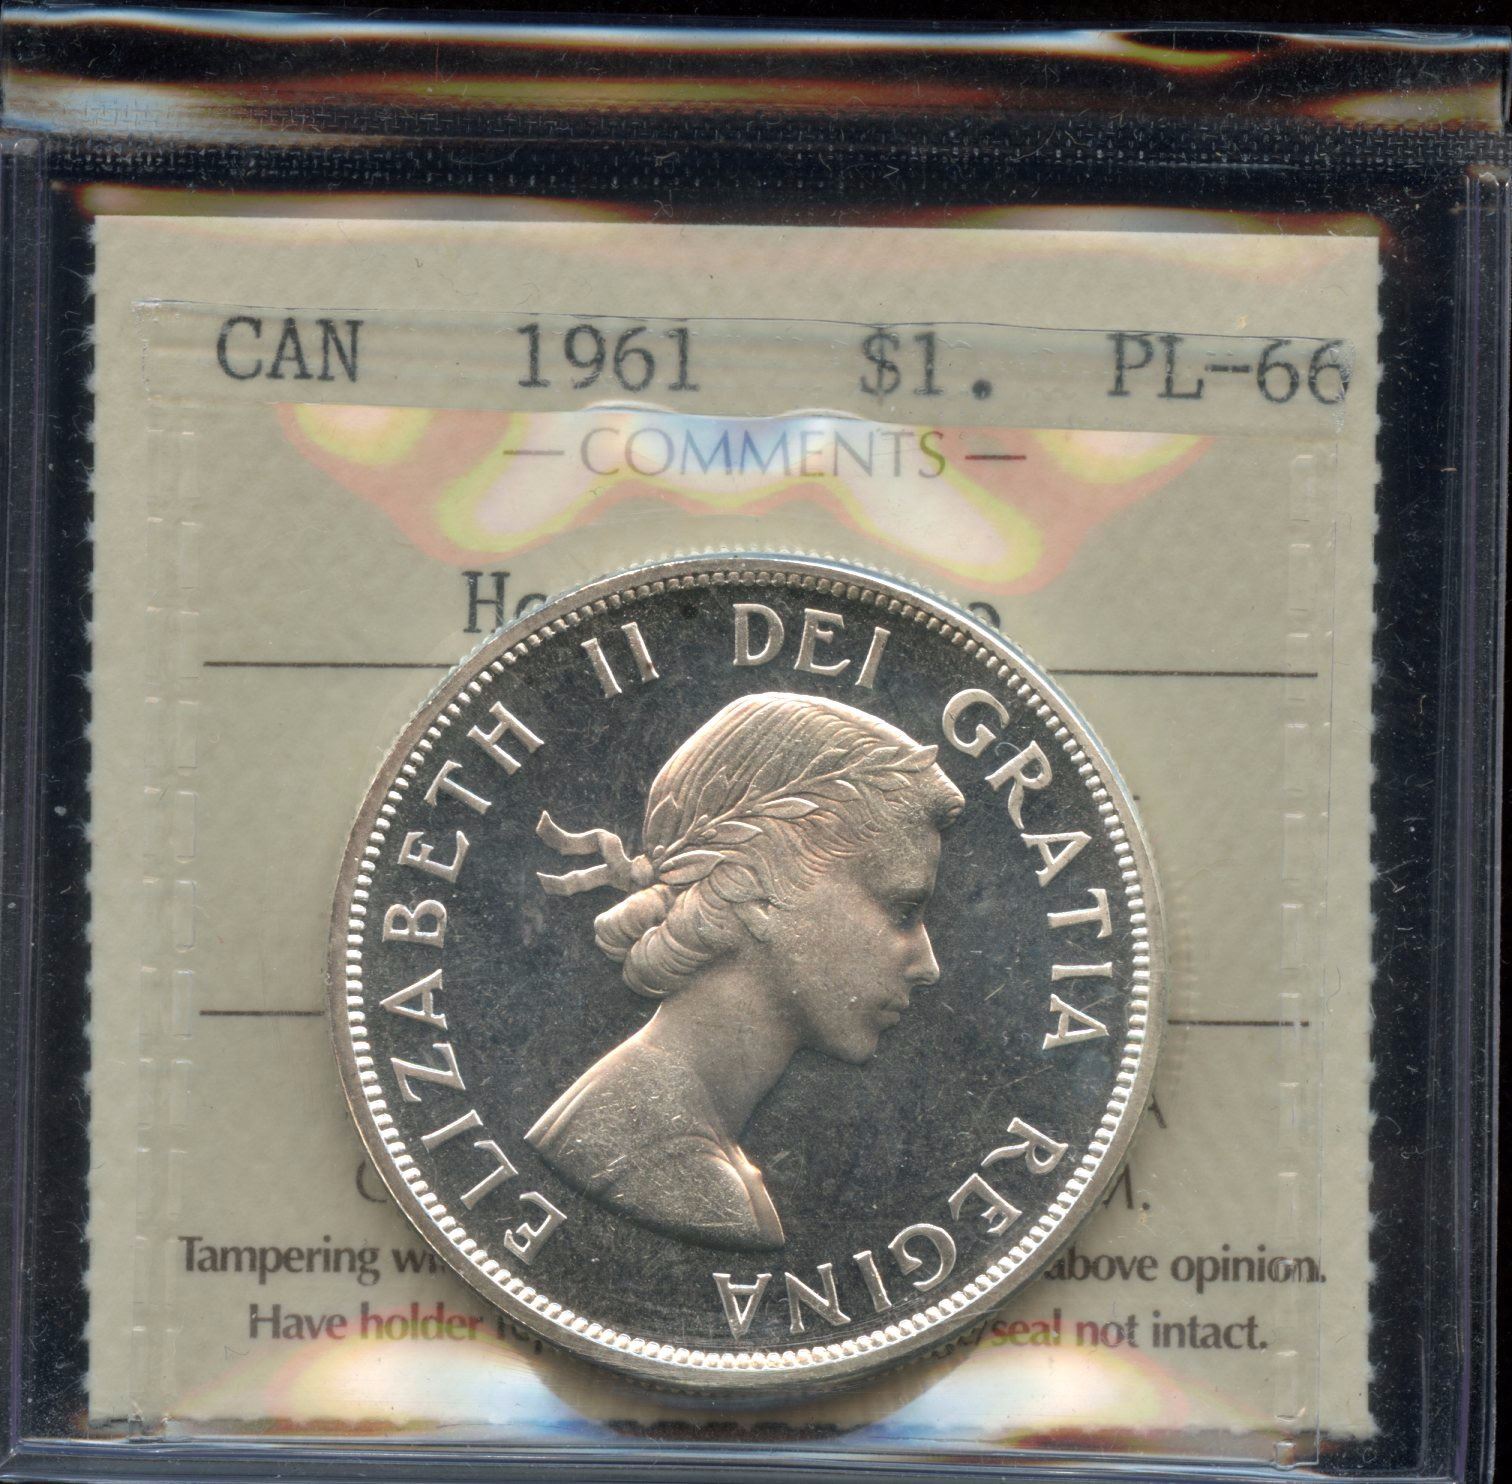 CAN 1961 $1. PL-66
— COMMENTS —
ELIZABETH II DEI GRATIA REGINA
Tampering above opinion.
Have holder seal not intact.